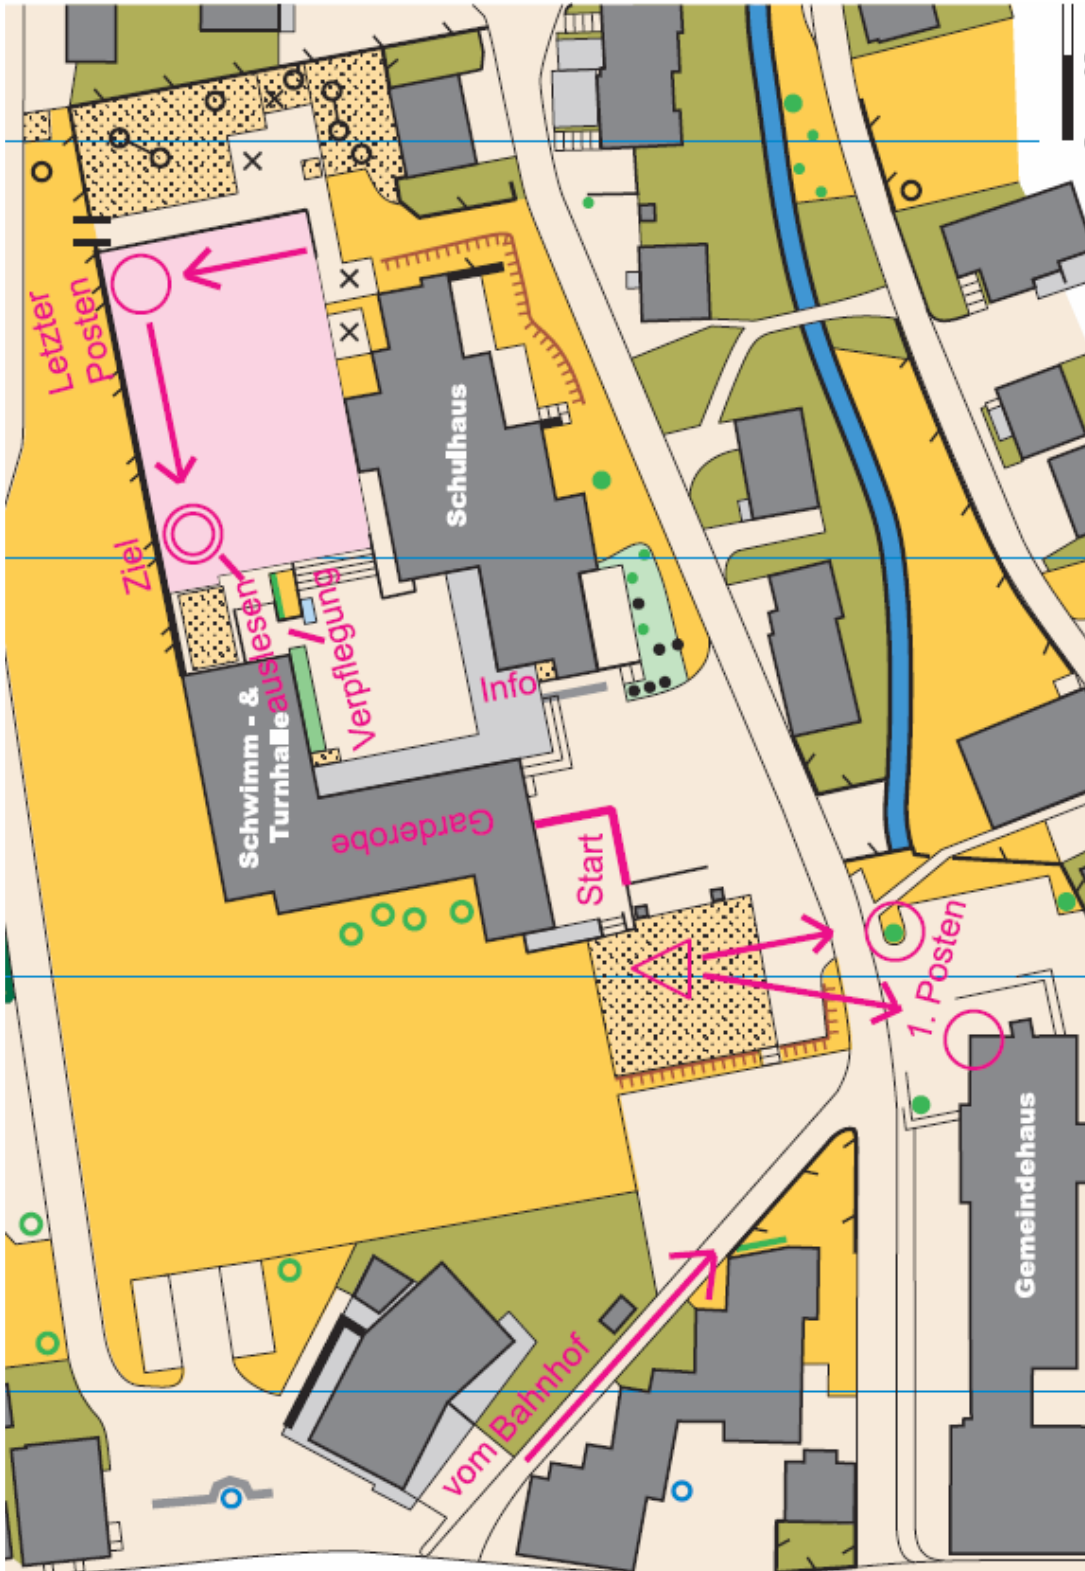 Letzter
Posten
Ziel
auslesen
Verpflegung
Schulhaus
Info
Schwimm - &
Turnhalle
Garderobe
Start
1. Posten
Gemeindehaus
vom Bahnhof